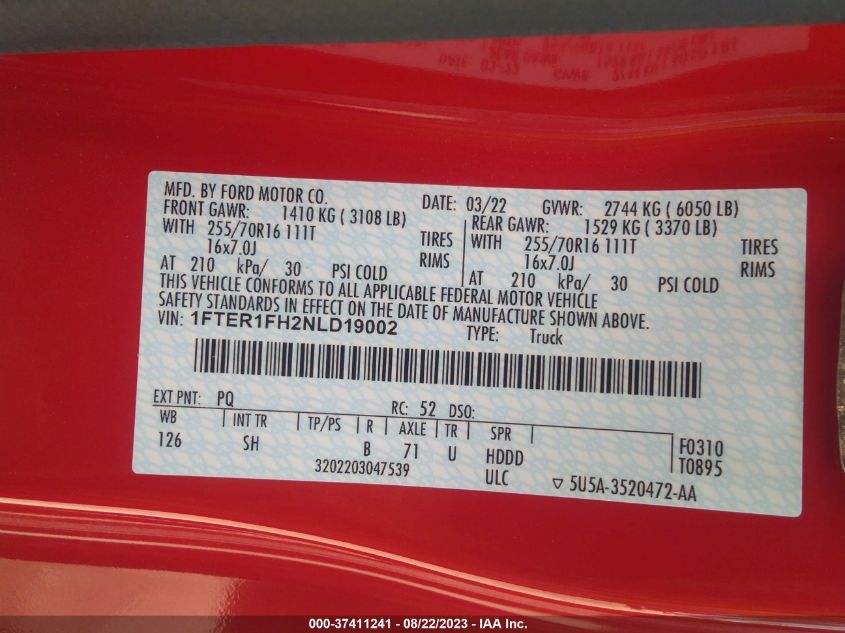 MFD. BY FORD MOTOR CO.
DATE: 03/22 GVWR: 2744 KG ( 6050 LB)
FRONT GAWR: 1410 KG ( 3108 LB) REAR GAWR: 1529 KG ( 3370 LB)
WITH 255/70R16 111T TIRES WITH 255/70R16 111T TIRES
16x7.0J RIMS 16x7.0J RIMS
AT 210 kPa/ 30 PSI COLD AT 210 kPa/ 30 PSI COLD
THIS VEHICLE CONFORMS TO ALL APPLICABLE FEDERAL MOTOR VEHICLE
SAFETY STANDARDS IN EFFECT ON THE DATE OF MANUFACTURE SHOWN ABOVE.
VIN: 1FTER1FH2NLD19002 TYPE: Truck
EXT PNT: PQ RC: 52 DSO:
WB INT TR TP/PS R AXLE TR SPR
126 SH B 71 U HDDD F0310
ULC T0895
3202203047539 ▽ 5U5A-3520472-AA
000-37411241 - 08/22/2023 - IAA Inc.